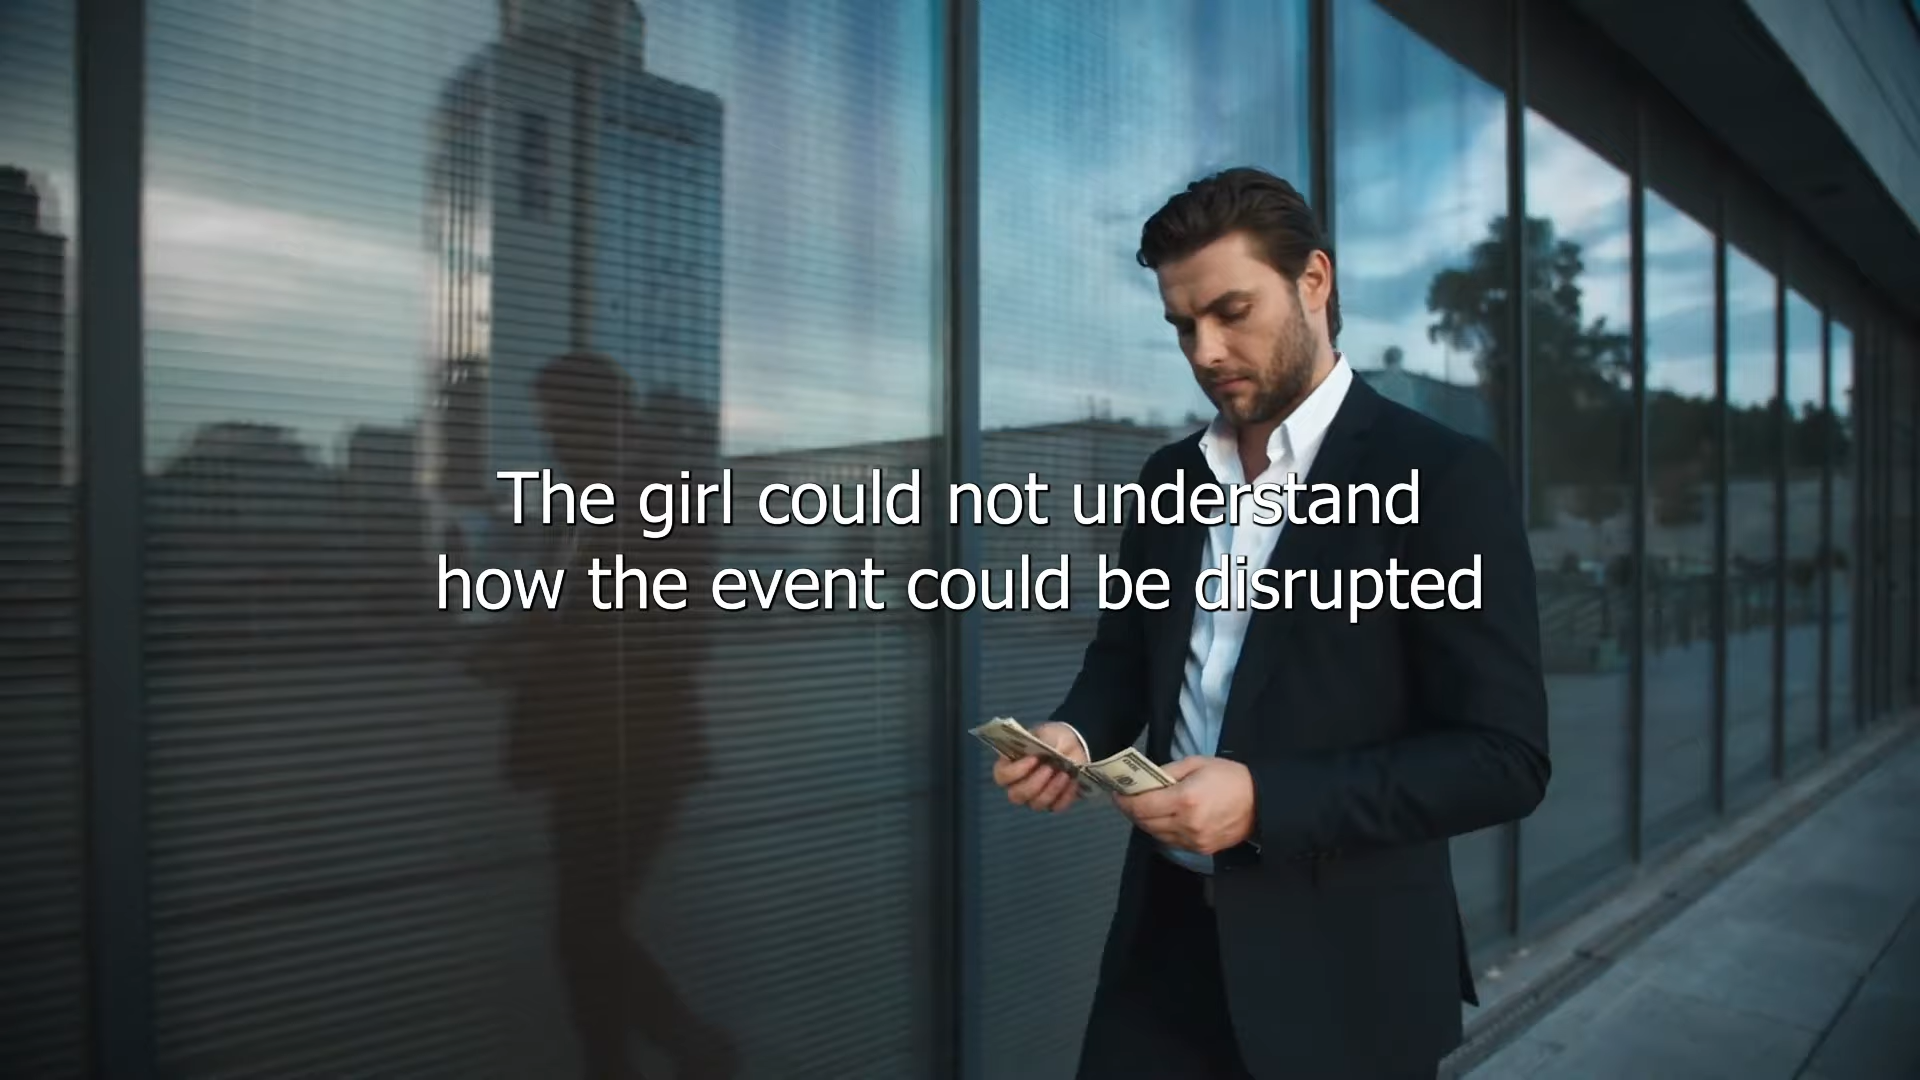 The girl could not understand
how the event could be disrupted